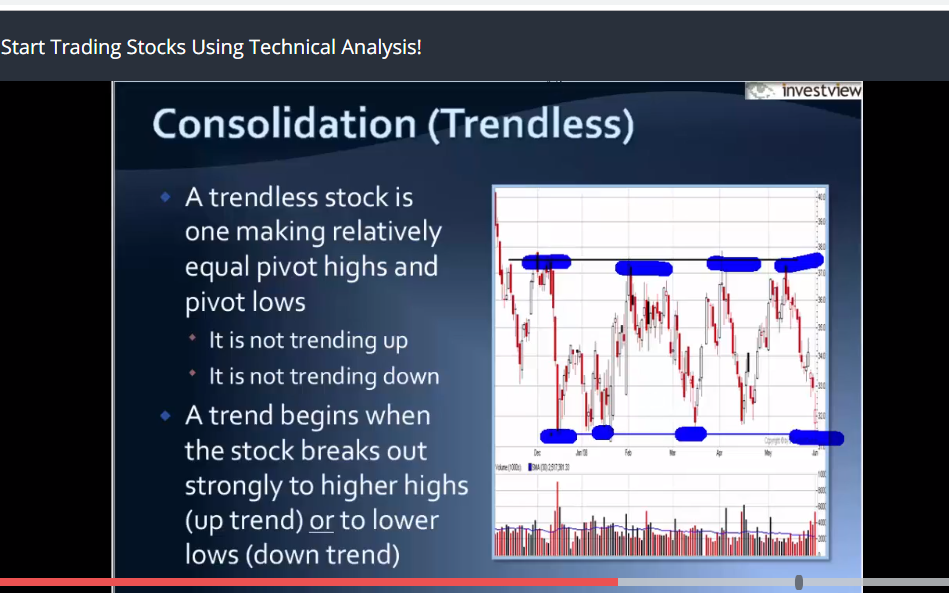 Start Trading Stocks Using Technical Analysis!
investview
Consolidation (Trendless)
A trendless stock is
one making relatively
equal pivot highs and
pivot lows
It is not trending up
It is not trending down
A trend begins when
the stock breaks out
strongly to higher highs
(up trend) or to lower
lows (down trend)
Dec Jan Feb Mar Apr May Jun